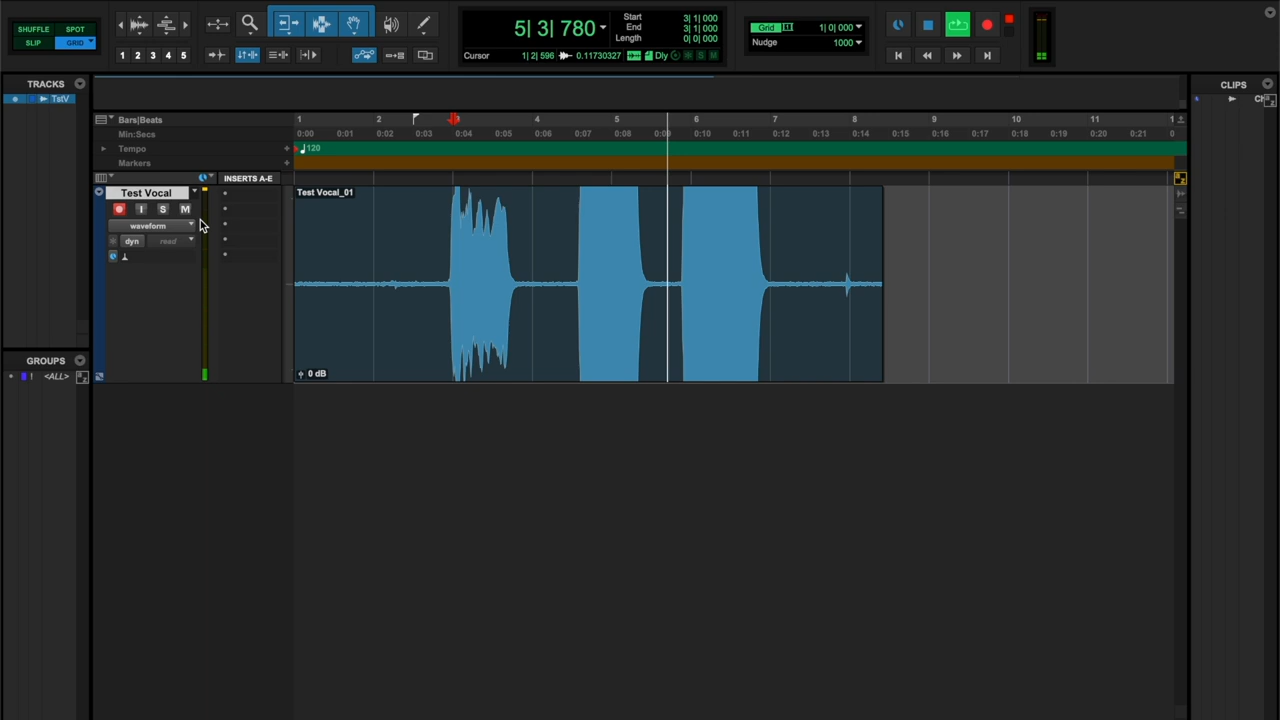 SHUFFLE SPOT
SLIP GRID
1 2 3 4 5
5| 3| 780
Start 3| 1| 000
End 3| 1| 000
Length 0| 0| 000
Cursor 1| 2| 596 0.11730327 Dly S M
Grid 1| 0| 000
Nudge 1000
TRACKS
TstV
CLIPS
Bars|Beats 1 2 3 4 5 6 7 8 9 10 11 1
Min:Secs 0:00 0:01 0:02 0:03 0:04 0:05 0:06 0:07 0:08 0:09 0:10 0:11 0:12 0:13 0:14 0:15 0:16 0:17 0:18 0:19 0:20 0:21
Tempo 120
Markers
INSERTS A-E
Test Vocal
I S M
waveform
dyn read
Test Vocal_01
0 dB
GROUPS
! <ALL>